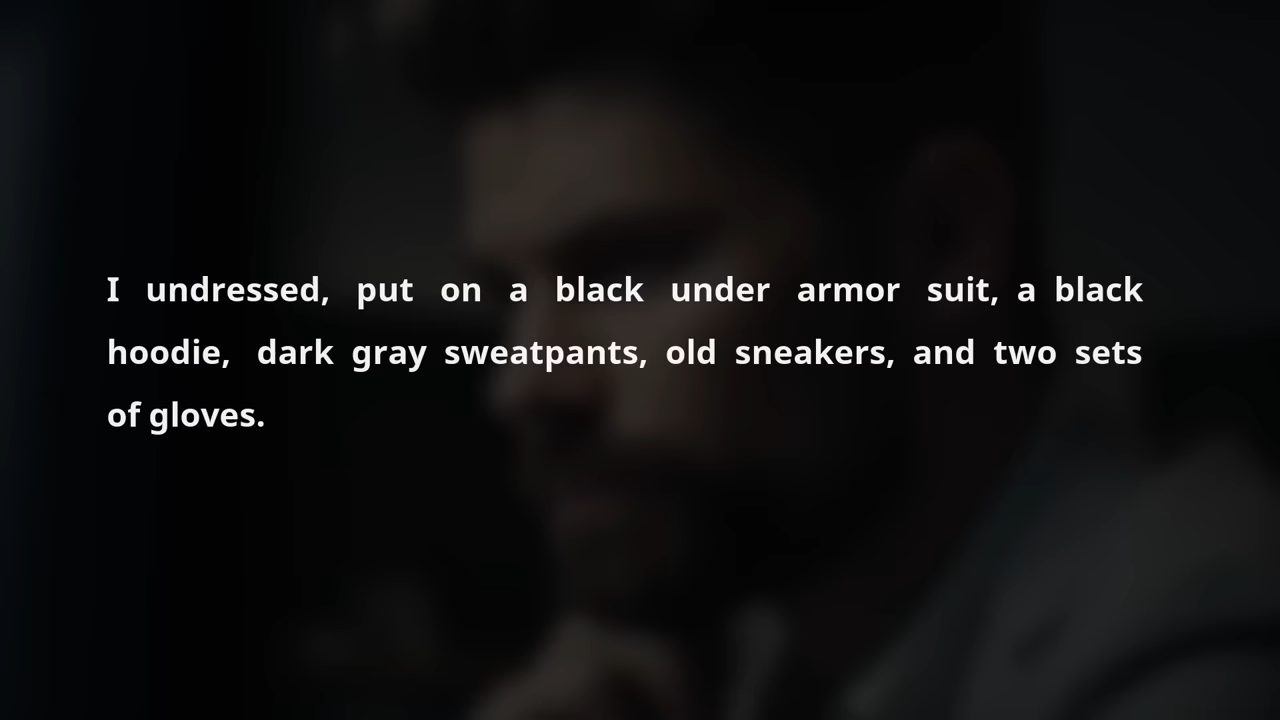 I undressed, put on a black under armor suit, a black
hoodie, dark gray sweatpants, old sneakers, and two sets
of gloves.